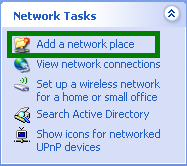 Network Tasks
Add a network place
View network connections
Set up a wireless network
for a home or small office
Search Active Directory
Show icons for networked
UPnP devices